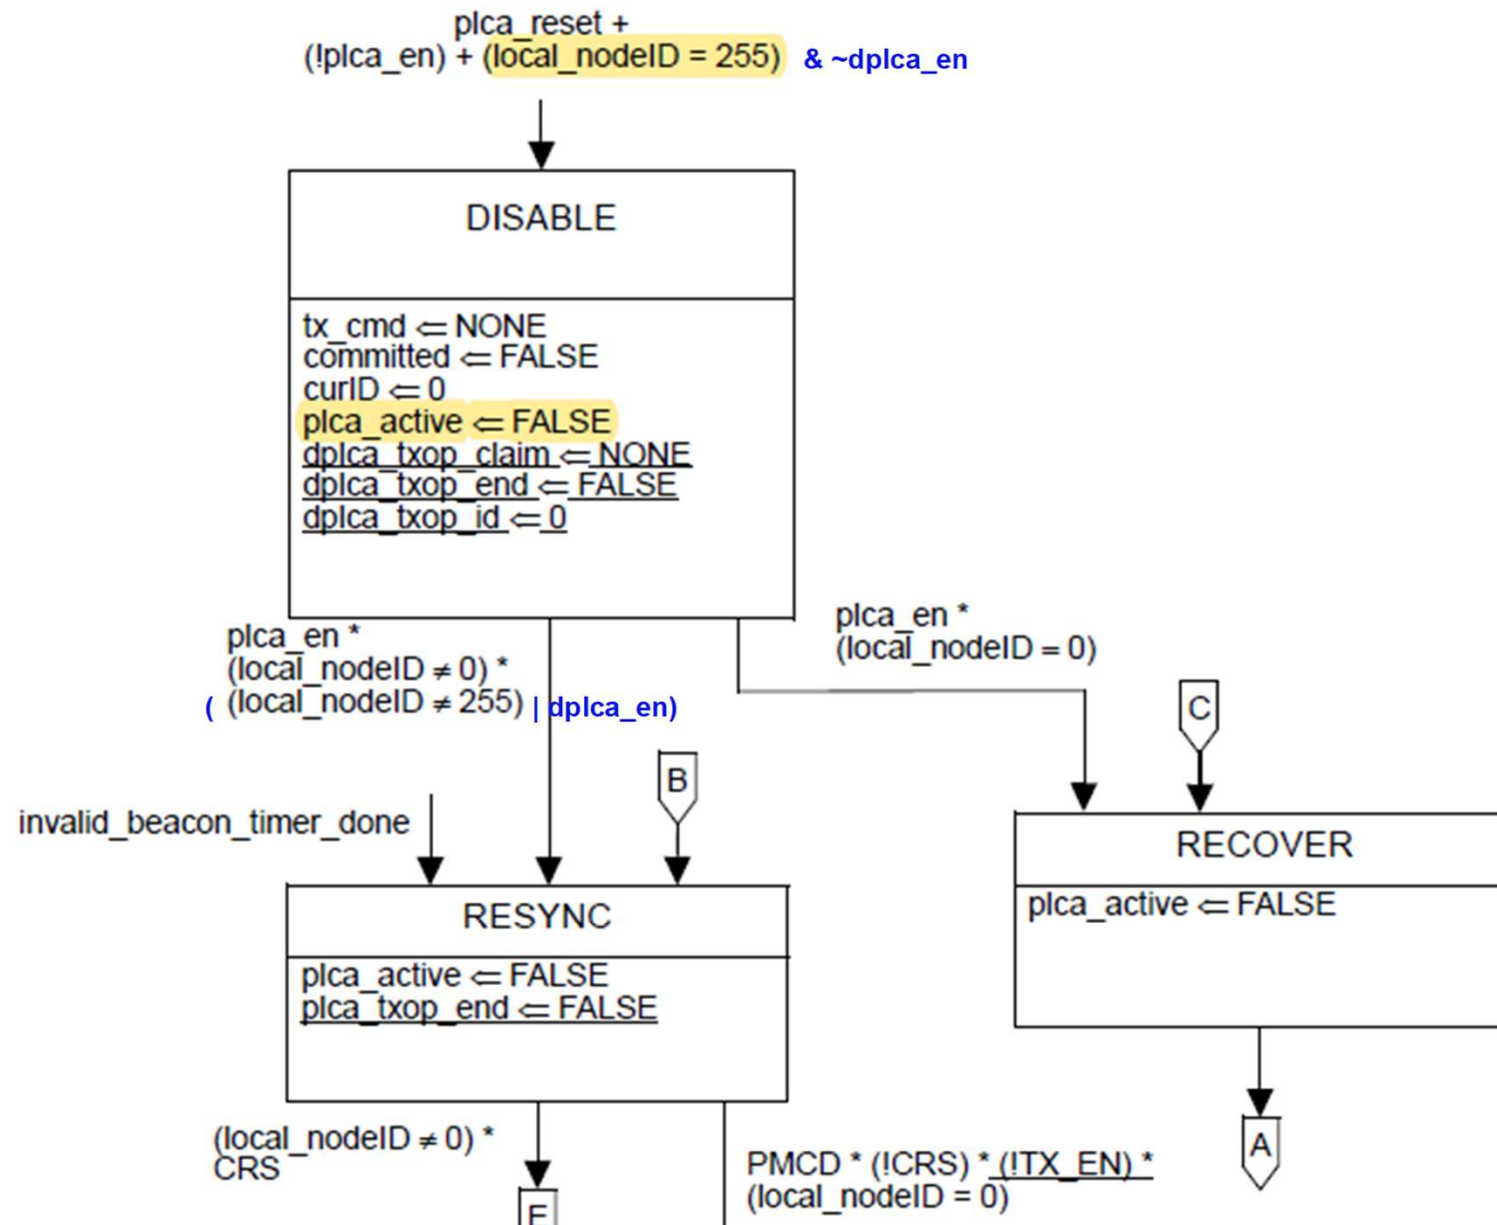 plca_reset +
(!plca_en) + (local_nodeID = 255) & ~dplca_en
DISABLE
tx_cmd ⇐ NONE
committed ⇐ FALSE
curID ⇐ 0
plca_active ⇐ FALSE
dplca_txop_claim ⇐ NONE
dplca_txop_end ⇐ FALSE
dplca_txop_id ⇐ 0
plca_en *
(local_nodeID ≠ 0) *
( (local_nodeID ≠ 255) | dplca_en)
plca_en *
(local_nodeID = 0)
C
B
invalid_beacon_timer_done
RECOVER
plca_active ⇐ FALSE
RESYNC
plca_active ⇐ FALSE
plca_txop_end ⇐ FALSE
(local_nodeID ≠ 0) *
CRS
PMCD * (!CRS) * (!TX_EN) *
(local_nodeID = 0)
A